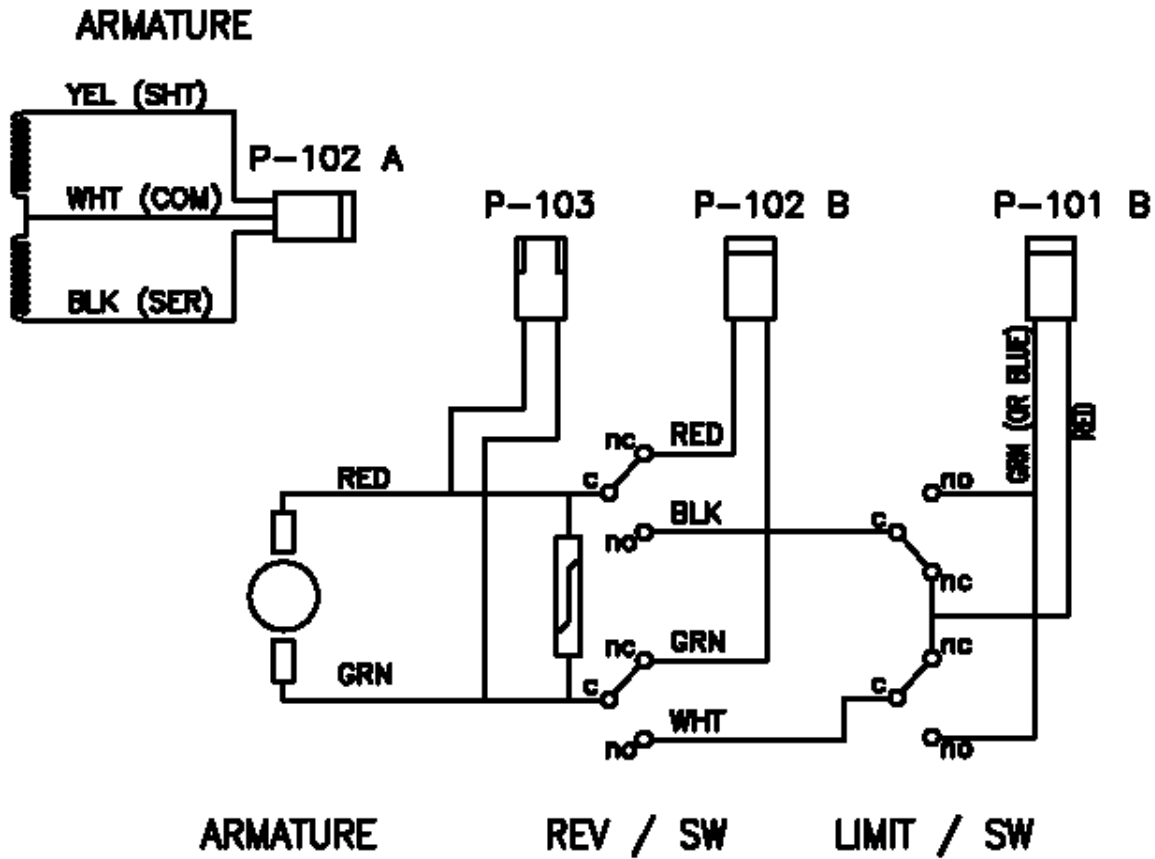 ARMATURE
YEL (SHT)
P-102 A
WHT (COM)
BLK (SER)
P-103
P-102 B
P-101 B
GRN (OR BLUE)
RED
nc
RED
c
RED
no
BLK
no
c
nc
nc
GRN
nc
c
GRN
c
no
WHT
no
ARMATURE
REV / SW
LIMIT / SW